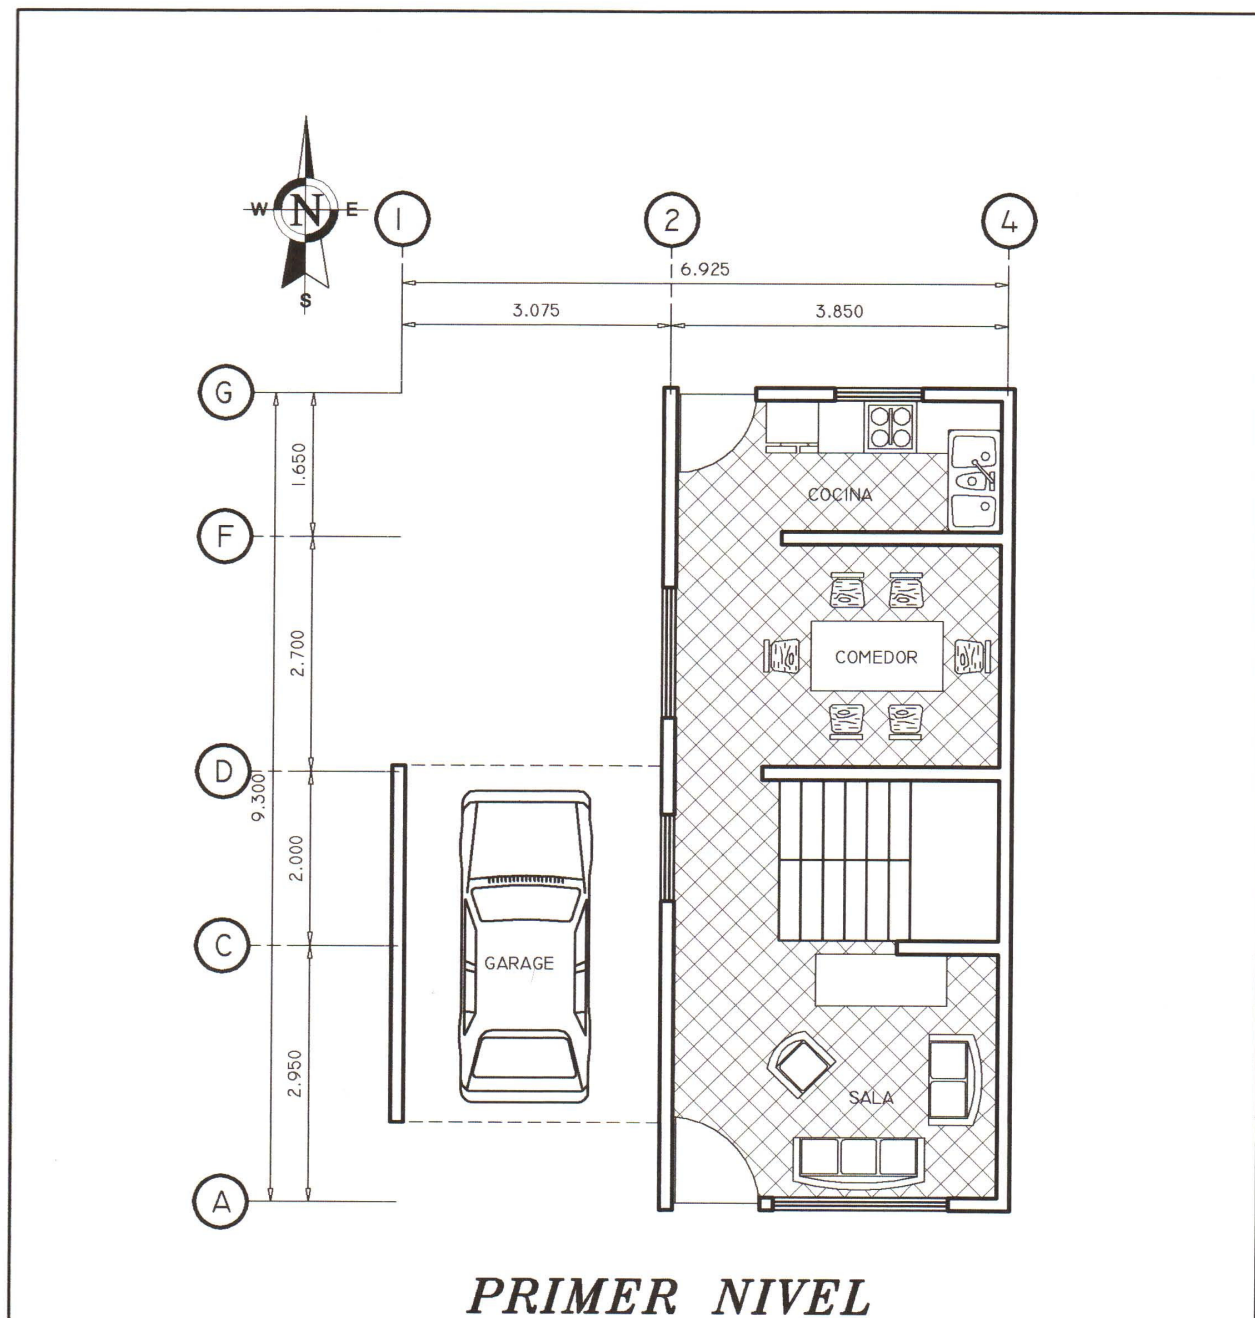 N
W E
S
1 2 4
6.925
3.075 3.850
G
1.650
F
COCINA
2.700
COMEDOR
D
9.300
2.000
C
GARAGE
2.950
SALA
A
PRIMER NIVEL